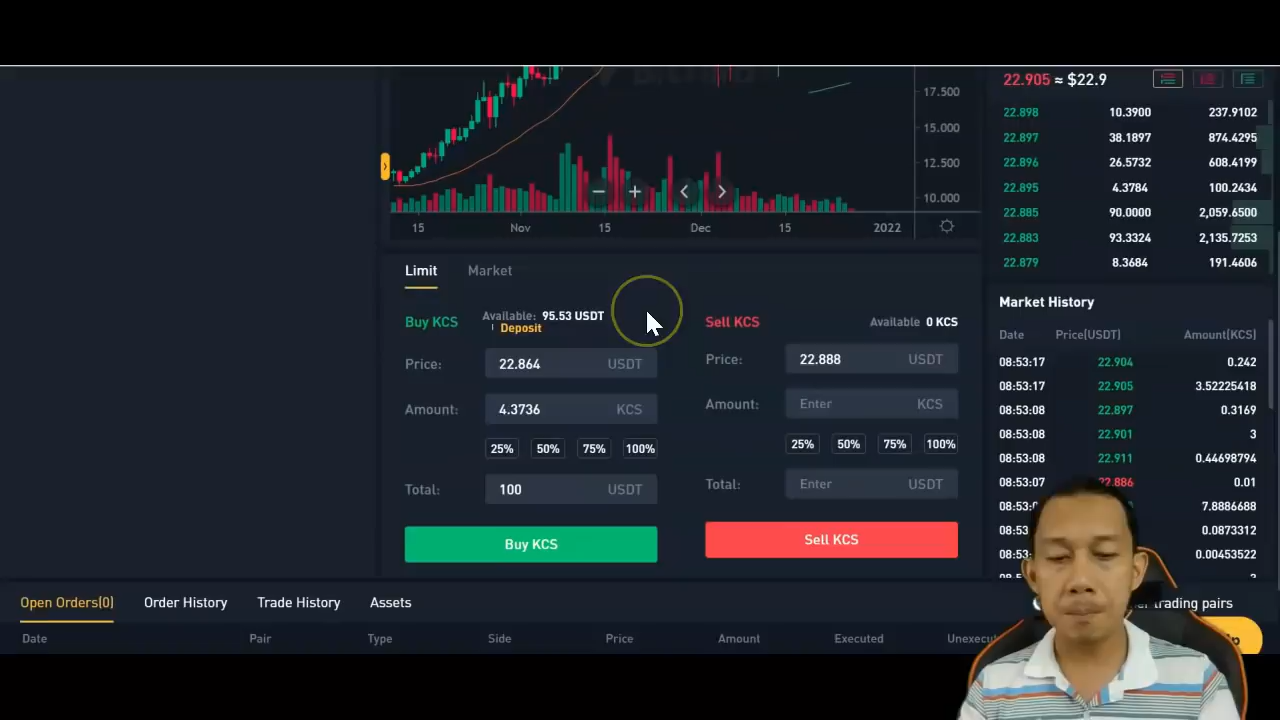 17.500
15.000
12.500
10.000
15 Nov 15 Dec 15 2022
Limit Market
Buy KCS Available: 95.53 USDT
Deposit
Price: 22.864 USDT
Amount: 4.3736 KCS
25% 50% 75% 100%
Total: 100 USDT
Buy KCS
Sell KCS Available 0 KCS
Price: 22.888 USDT
Amount: Enter KCS
25% 50% 75% 100%
Total: Enter USDT
Sell KCS
22.905 ≈ $22.9
22.898 10.3900 237.9102
22.897 38.1897 874.4295
22.896 26.5732 608.4199
22.895 4.3784 100.2434
22.885 90.0000 2,059.6500
22.883 93.3324 2,135.7253
22.879 8.3684 191.4606
Market History
Date Price(USDT) Amount(KCS)
08:53:17 22.904 0.242
08:53:17 22.905 3.52225418
08:53:08 22.897 0.3169
08:53:08 22.901 3
08:53:08 22.911 0.44698794
08:53:07 22.886 0.01
08:53:0 7.8886688
08:53: 0.0873312
08:53: 0.00453522
Open Orders(0) Order History Trade History Assets
trading pairs
Date Pair Type Side Price Amount Executed